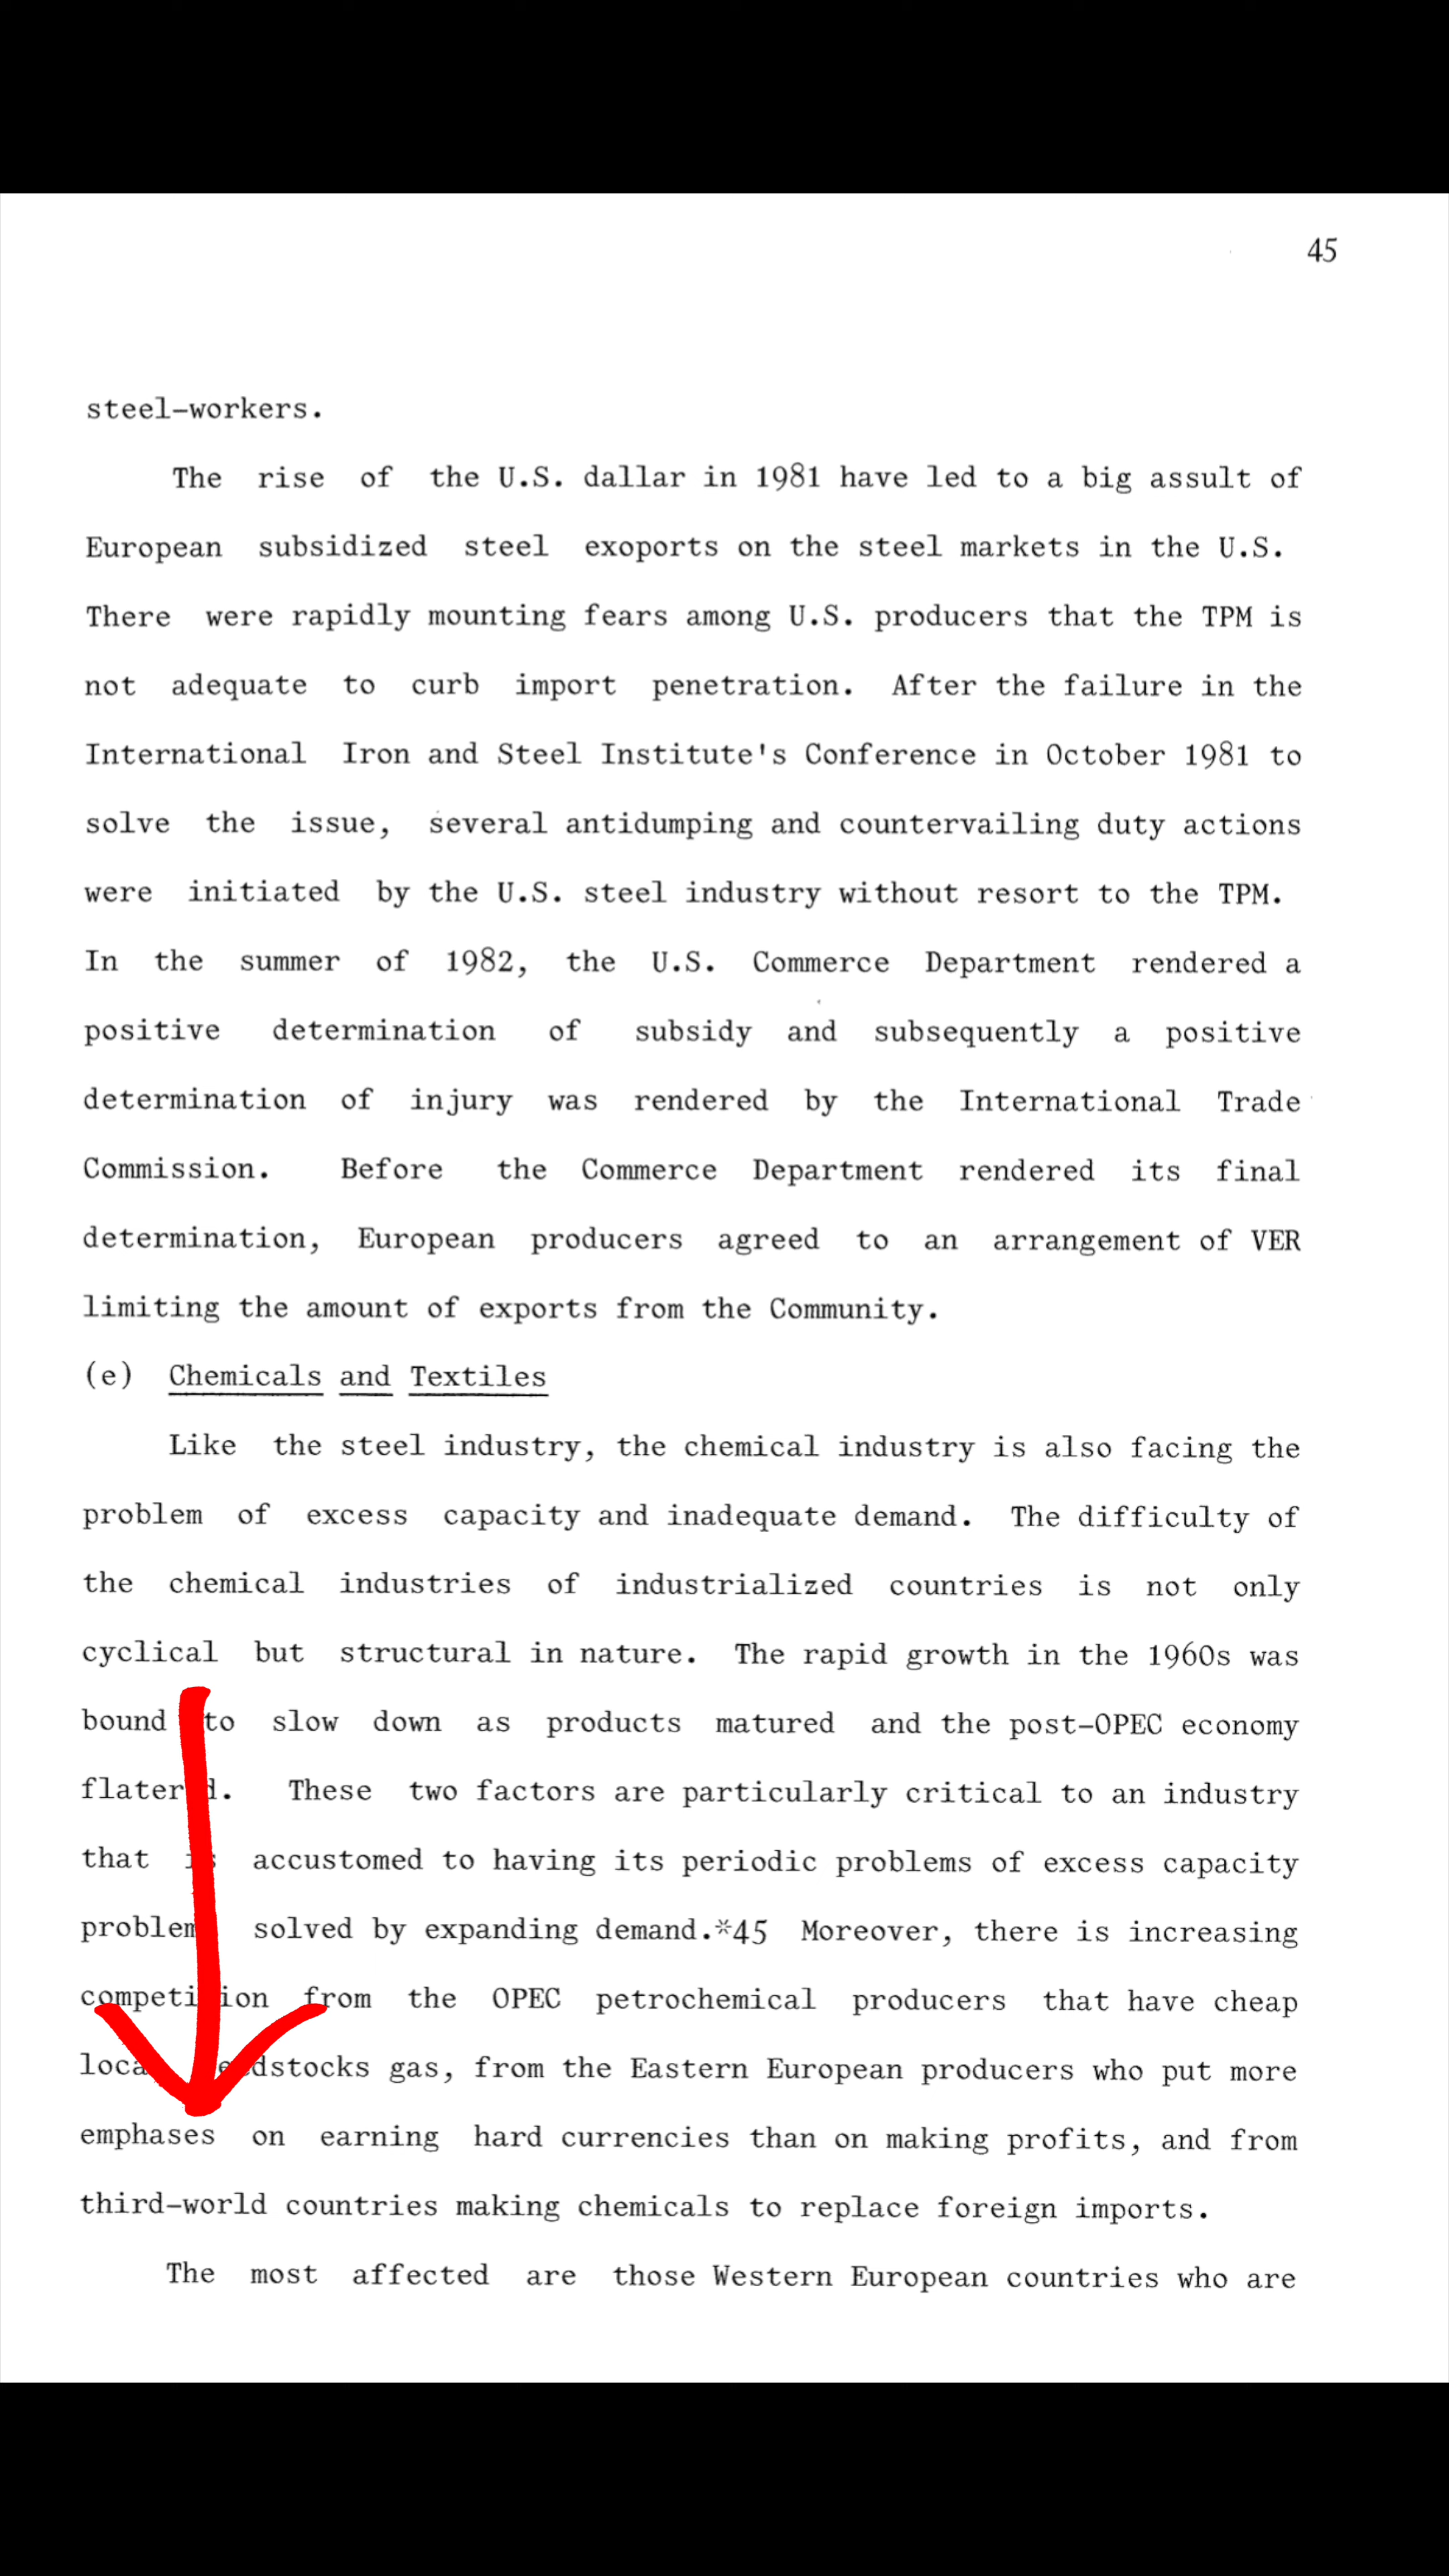 45
steel-workers.
The rise of the U.S. dallar in 1981 have led to a big assult of
European subsidized steel exoports on the steel markets in the U.S.
There were rapidly mounting fears among U.S. producers that the TPM is
not adequate to curb import penetration. After the failure in the
International Iron and Steel Institute's Conference in October 1981 to
solve the issue, several antidumping and countervailing duty actions
were initiated by the U.S. steel industry without resort to the TPM.
In the summer of 1982, the U.S. Commerce Department rendered a
positive determination of subsidy and subsequently a positive
determination of injury was rendered by the International Trade
Commission. Before the Commerce Department rendered its final
determination, European producers agreed to an arrangement of VER
limiting the amount of exports from the Community.
(e) Chemicals and Textiles
Like the steel industry, the chemical industry is also facing the
problem of excess capacity and inadequate demand. The difficulty of
the chemical industries of industrialized countries is not only
cyclical but structural in nature. The rapid growth in the 1960s was
bound to slow down as products matured and the post-OPEC economy
These two factors are particularly critical to an industry
that is accustomed to having its periodic problems of excess capacity
solved by expanding demand.*45 Moreover, there is increasing
competition from the OPEC petrochemical producers that have cheap
gas, from the Eastern European producers who put more
emphases on earning hard currencies than on making profits, and from
third-world countries making chemicals to replace foreign imports.
The most affected are those Western European countries who are